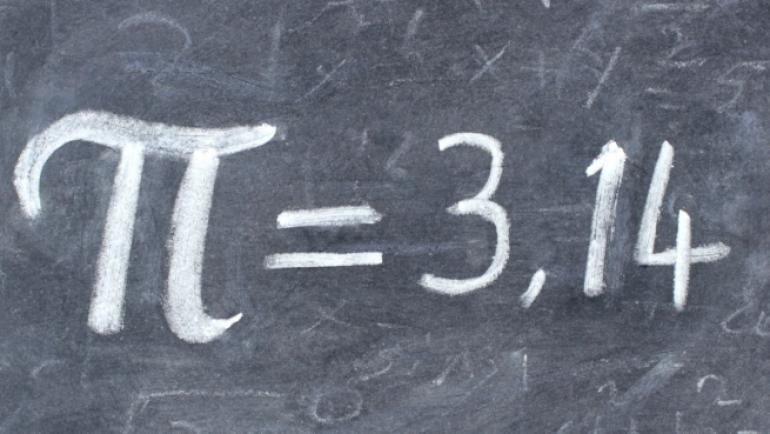 π = 3,14